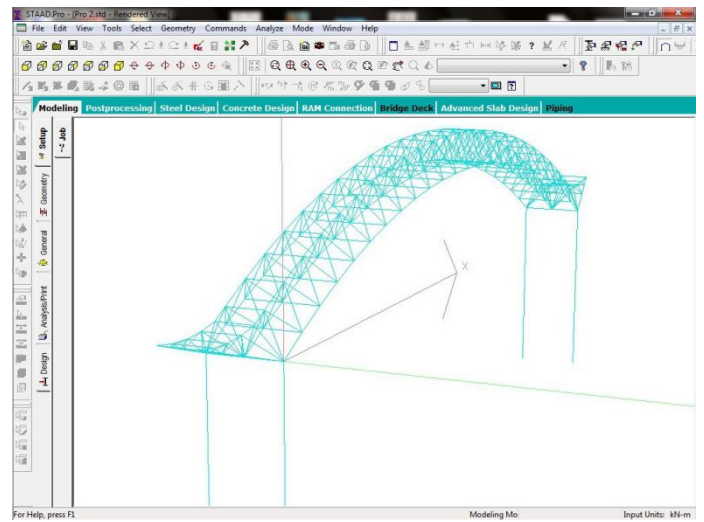 STAAD.Pro - [Pro 2.std - Rendered View]
File Edit View Tools Select Geometry Commands Analyze Mode Window Help
Modeling Postprocessing Steel Design Concrete Design RAM Connection Bridge Deck Advanced Slab Design Piping
Setup
Job
Geometry
General
Analysis/Print
Design
X
For Help, press F1
Modeling Mo
Input Units: kN-m